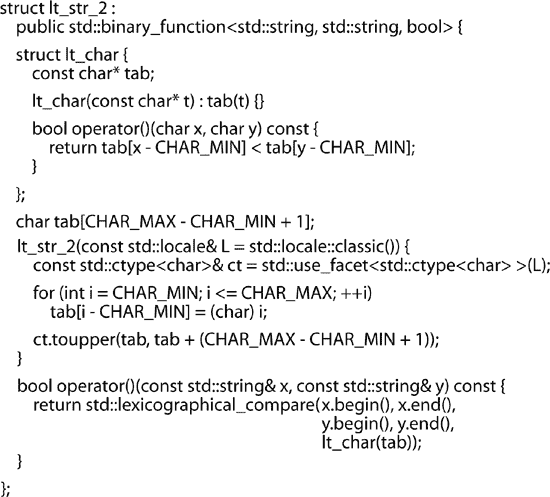 struct lt_str_2 :
public std::binary_function<std::string, std::string, bool> {
struct lt_char {
const char* tab;
lt_char(const char* t) : tab(t) {}
bool operator()(char x, char y) const {
return tab[x - CHAR_MIN] < tab[y - CHAR_MIN];
}
};
char tab[CHAR_MAX - CHAR_MIN + 1];
lt_str_2(const std::locale& L = std::locale::classic()) {
const std::ctype<char>& ct = std::use_facet<std::ctype<char> >(L);
for (int i = CHAR_MIN; i <= CHAR_MAX; ++i)
tab[i - CHAR_MIN] = (char) i;
ct.toupper(tab, tab + (CHAR_MAX - CHAR_MIN + 1));
}
bool operator()(const std::string& x, const std::string& y) const {
return std::lexicographical_compare(x.begin(), x.end(),
y.begin(), y.end(),
lt_char(tab));
}
};